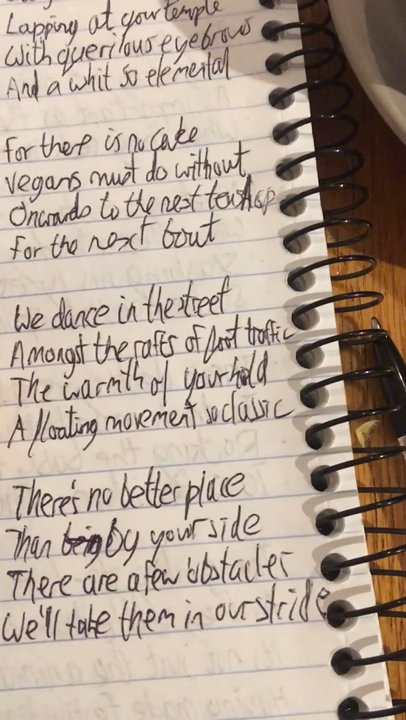 Lapping at your temple
With querilous eyebrows
And a whit so elemental
For there is no cake
Vegans must do without
Onwards to the next
For the next bout
We dance in the street
Amongst the rafts of foot traffic
The warmth of your hold
A floating movement so classic
There's no better place
Than by your side
There are a few obstacles
We'll take them in our stride